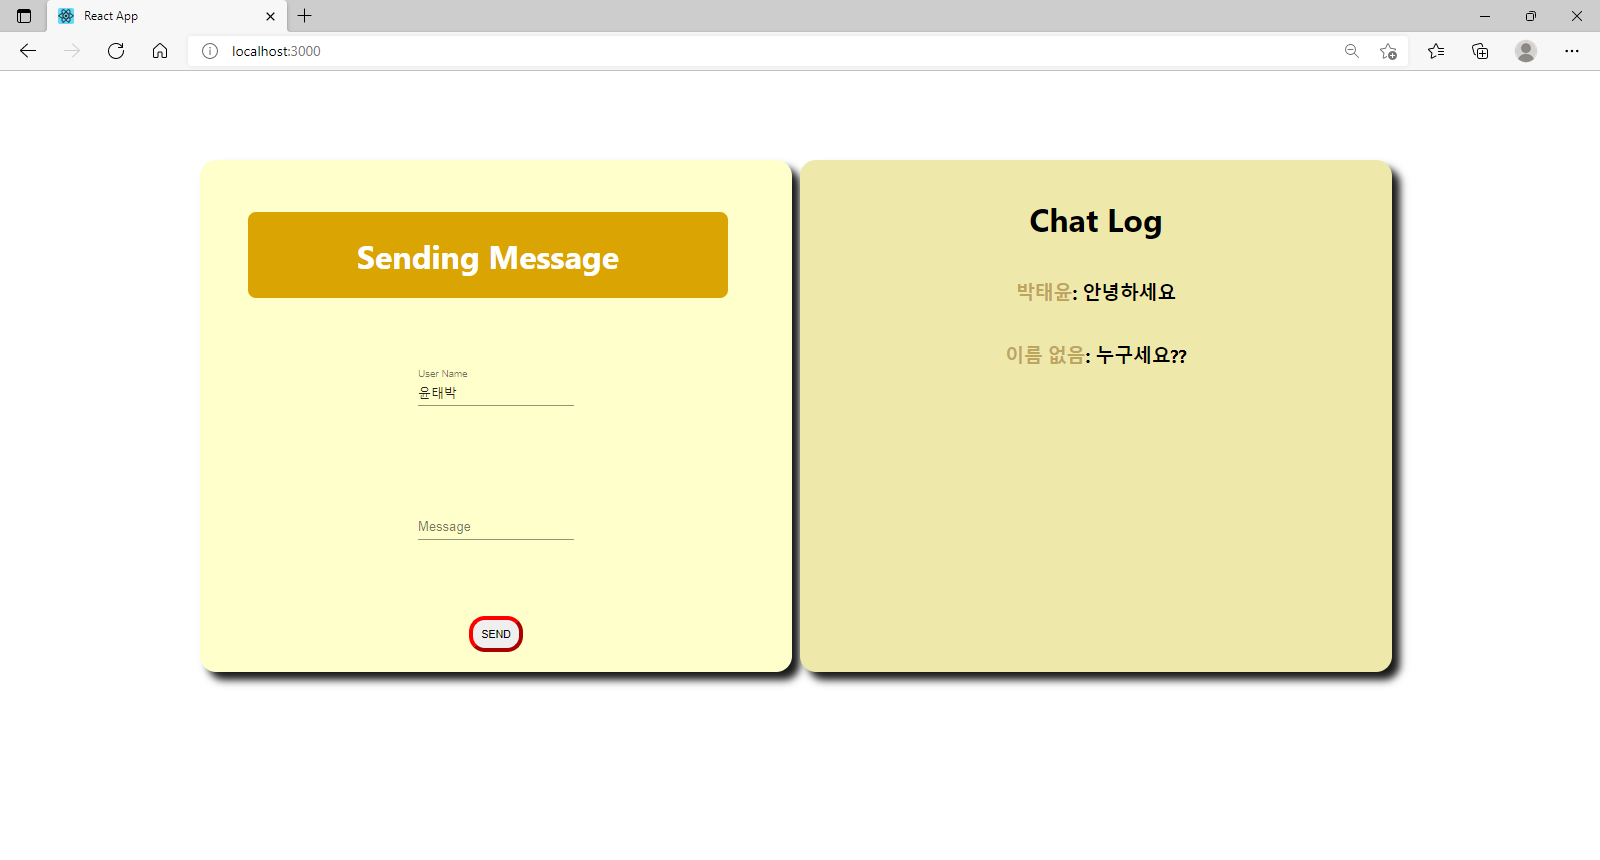 React App
localhost:3000
Sending Message
User Name
윤태박
Message
SEND
Chat Log
박태윤: 안녕하세요
이름 없음: 누구세요??